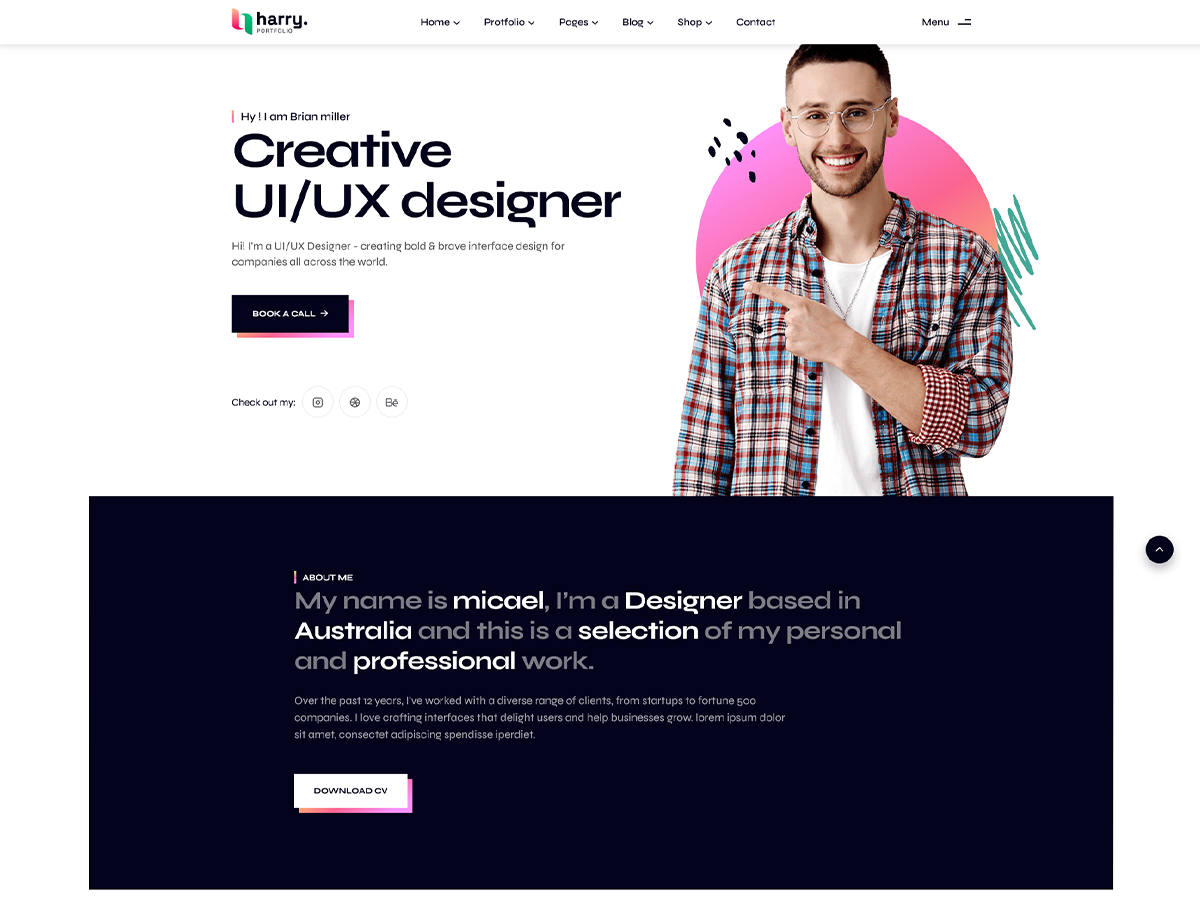 harry.
PORTFOLIO
Home
Protfolio
Pages
Blog
Shop
Contact
Menu
Hy ! I am Brian miller
Creative
UI/UX designer
Hi! I'm a UI/UX Designer - creating bold & brave interface design for
companies all across the world.
BOOK A CALL
Check out my:
Bē
ABOUT ME
My name is micael, I'm a Designer based in
Australia and this is a selection of my personal
and professional work.
Over the past 12 years, I've worked with a diverse range of clients, from startups to fortune 500
companies. I love crafting interfaces that delight users and help businesses grow. lorem ipsum dolor
sit amet, consectet adipiscing spendisse iperdiet.
DOWNLOAD CV